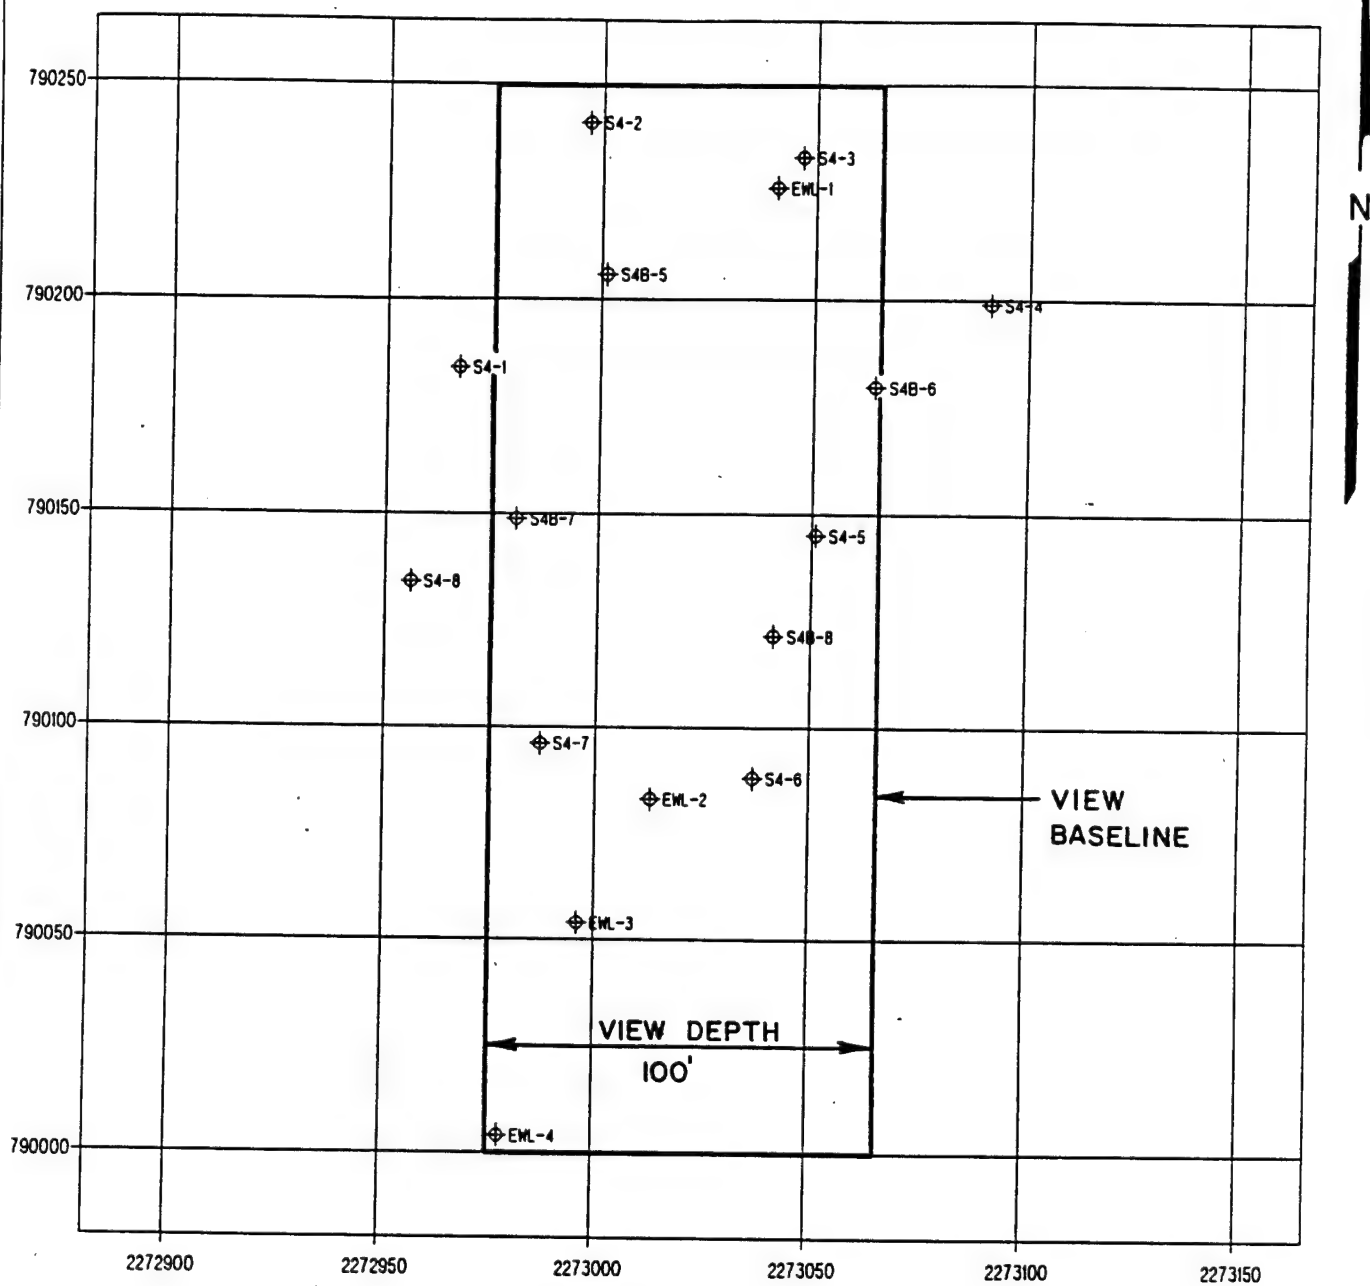 790250
S4-2
S4-3
EWL-1
N
S4B-5
790200
S4-4
S4-1
S4B-6
790150
S4B-7
S4-5
S4-8
S4B-8
790100
S4-7
S4-6
EWL-2
VIEW
BASELINE
790050
EWL-3
VIEW DEPTH
100'
790000
EWL-4
2272900 2272950 2273000 2273050 2273100 2273150